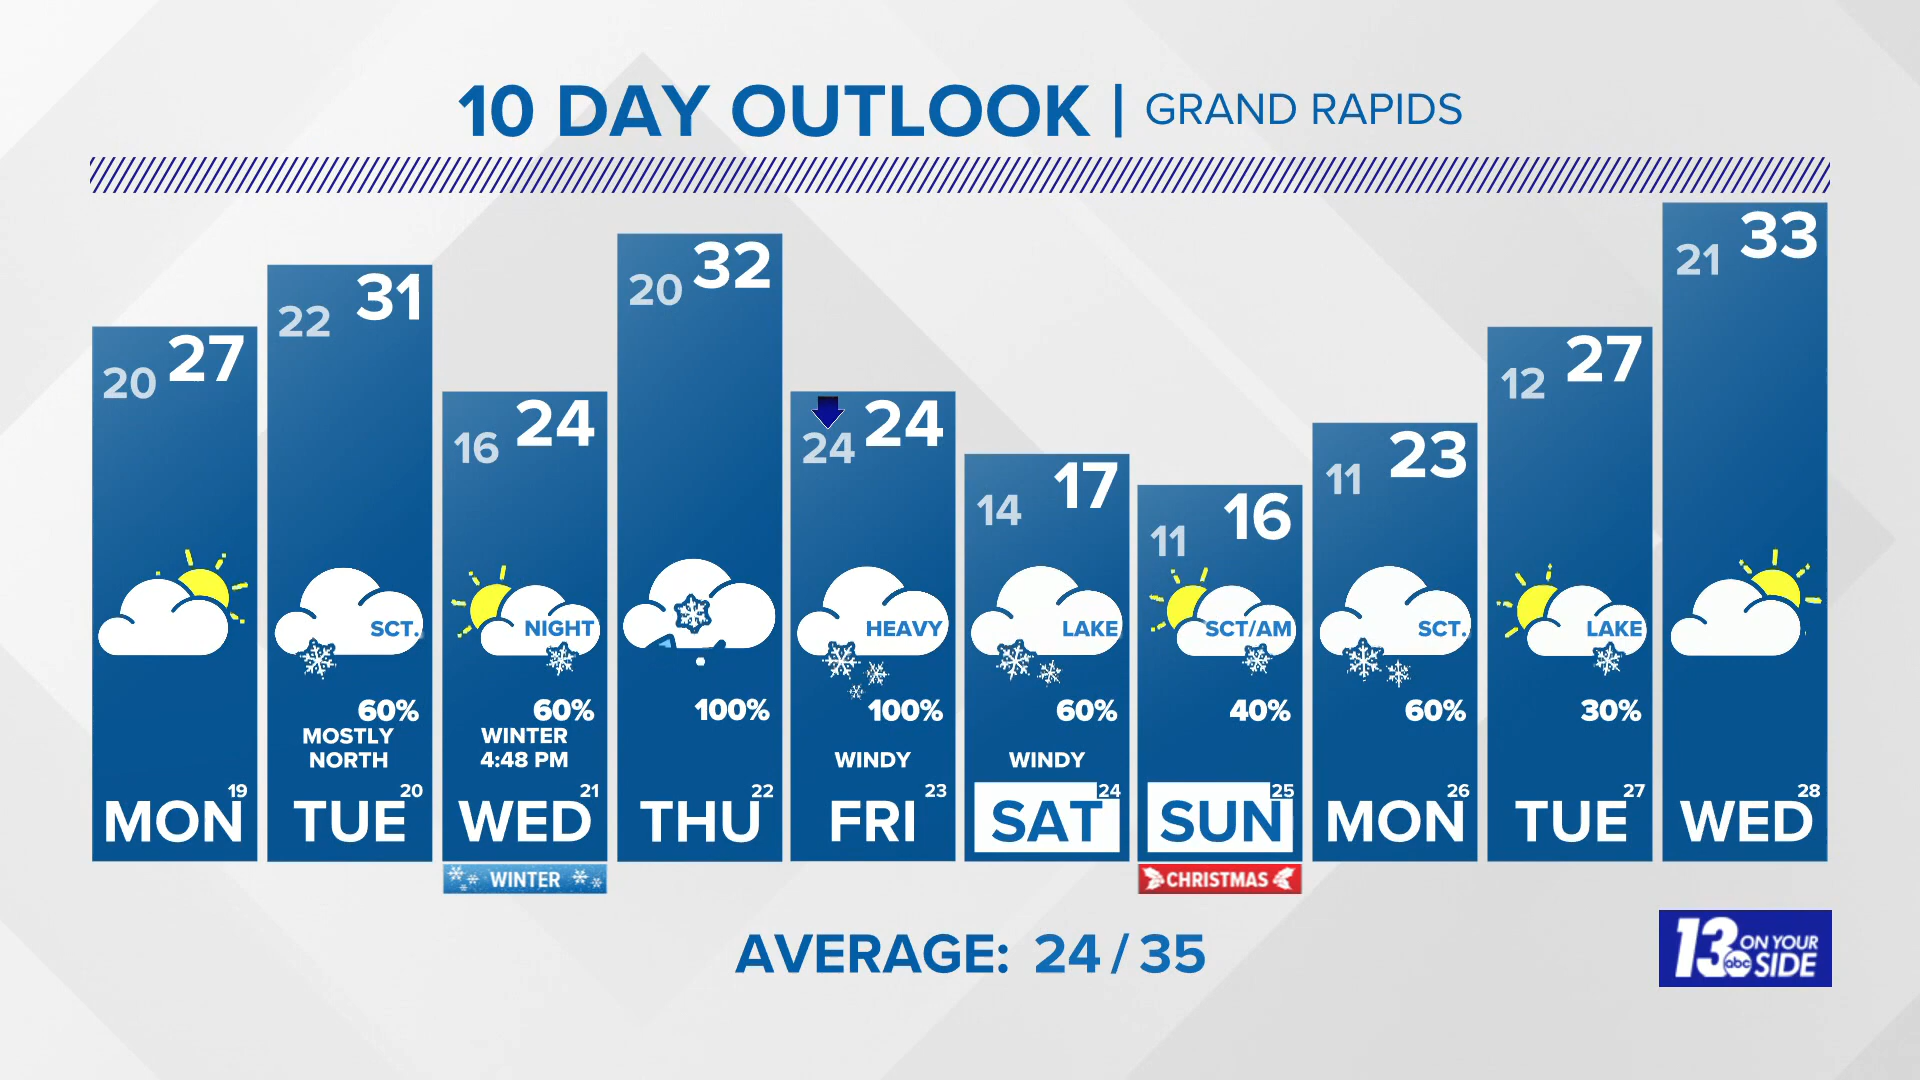 10 DAY OUTLOOK | GRAND RAPIDS
20 27
22 31
16 24
20 32
24 24
14 17
11 16
11 23
12 27
21 33
SCT.
NIGHT
HEAVY
LAKE
SCT/AM
SCT.
LAKE
60%
60%
100%
100%
60%
40%
60%
30%
MOSTLY
NORTH
WINTER
4:48 PM
WINDY
WINDY
MON 19
TUE 20
WED 21
THU 22
FRI 23
SAT 24
SUN 25
MON 26
TUE 27
WED 28
WINTER
CHRISTMAS
AVERAGE: 24 / 35
13 ON YOUR
abc SIDE